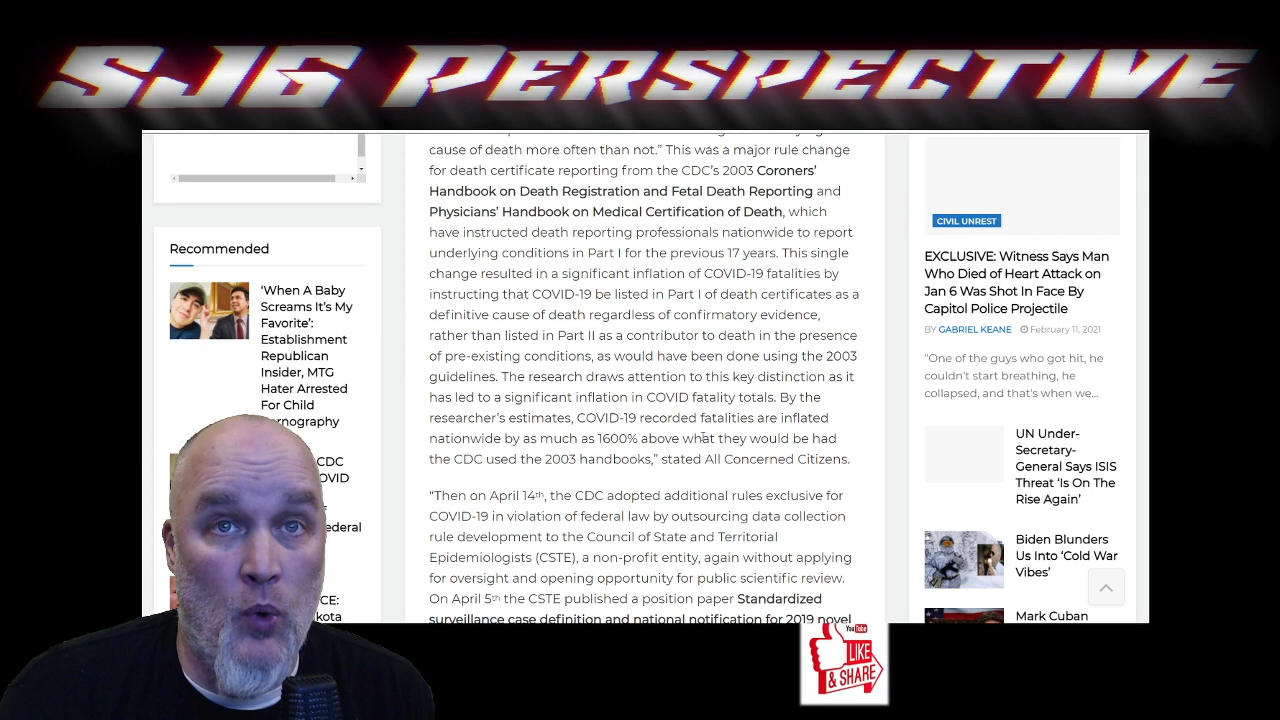 SJG PERSPECTIVE
Recommended
‘When A Baby
Screams It’s My
Favorite’:
Establishment
Republican
Insider, MTG
Hater Arrested
For Child
CDC
cause of death more often than not.” This was a major rule change
for death certificate reporting from the CDC’s 2003 Coroners’
Handbook on Death Registration and Fetal Death Reporting and
Physicians’ Handbook on Medical Certification of Death, which
have instructed death reporting professionals nationwide to report
underlying conditions in Part I for the previous 17 years. This single
change resulted in a significant inflation of COVID-19 fatalities by
instructing that COVID-19 be listed in Part I of death certificates as a
definitive cause of death regardless of confirmatory evidence,
rather than listed in Part II as a contributor to death in the presence
of pre-existing conditions, as would have been done using the 2003
guidelines. The research draws attention to this key distinction as it
has led to a significant inflation in COVID fatality totals. By the
researcher’s estimates, COVID-19 recorded fatalities are inflated
nationwide by as much as 1600% above what they would be had
the CDC used the 2003 handbooks,” stated All Concerned Citizens.
“Then on April 14th, the CDC adopted additional rules exclusive for
COVID-19 in violation of federal law by outsourcing data collection
rule development to the Council of State and Territorial
Epidemiologists (CSTE), a non-profit entity, again without applying
for oversight and opening opportunity for public scientific review.
On April 5th the CSTE published a position paper Standardized
surveillance case definition and national notification for 2019 novel
CIVIL UNREST
EXCLUSIVE: Witness Says Man
Who Died of Heart Attack on
Jan 6 Was Shot In Face By
Capitol Police Projectile
BY GABRIEL KEANE February 11, 2021
“One of the guys who got hit, he
couldn’t start breathing, he
collapsed, and that’s when we...
UN Under-
Secretary-
General Says ISIS
Threat ‘Is On The
Rise Again’
Biden Blunders
Us Into ‘Cold War
Vibes’
Mark Cuban
YouTube
LIKE
& SHARE